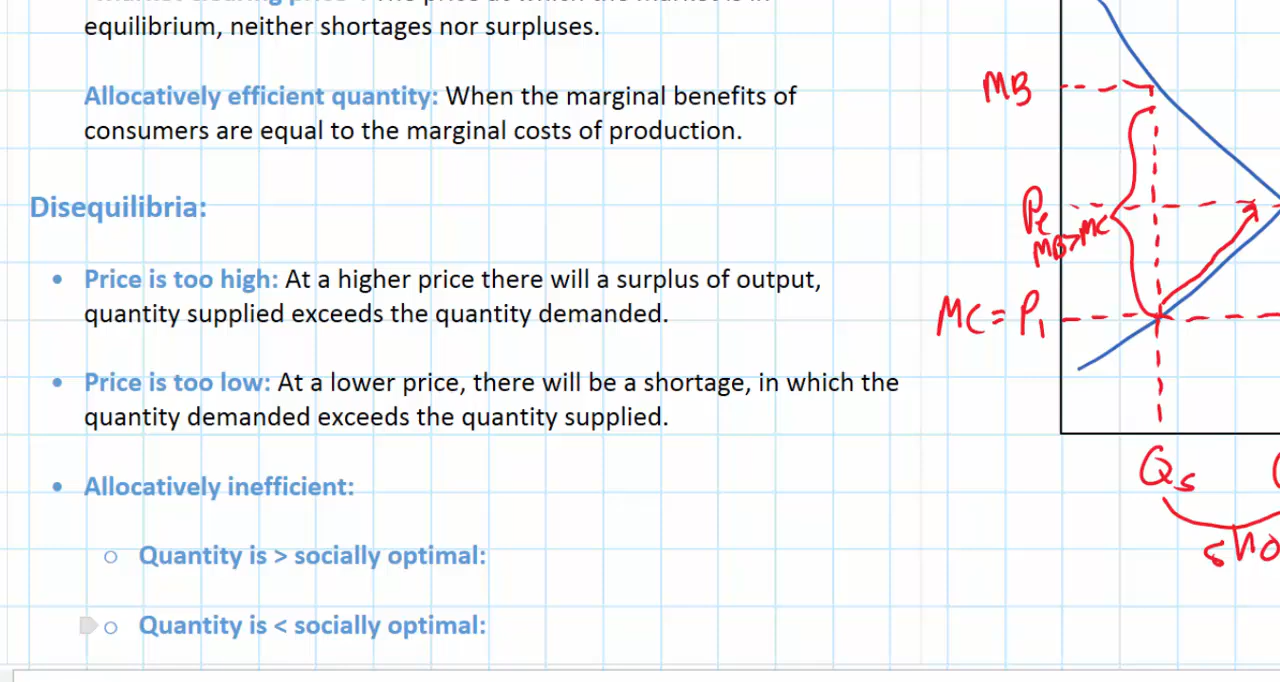 equilibrium, neither shortages nor surpluses.
Allocatively efficient quantity: When the marginal benefits of
consumers are equal to the marginal costs of production.
Disequilibria:
• Price is too high: At a higher price there will a surplus of output,
quantity supplied exceeds the quantity demanded.
• Price is too low: At a lower price, there will be a shortage, in which the
quantity demanded exceeds the quantity supplied.
• Allocatively inefficient:
○ Quantity is > socially optimal:
○ Quantity is < socially optimal:
MB
Pe
MB>MC
MC = P1
Qs
sho